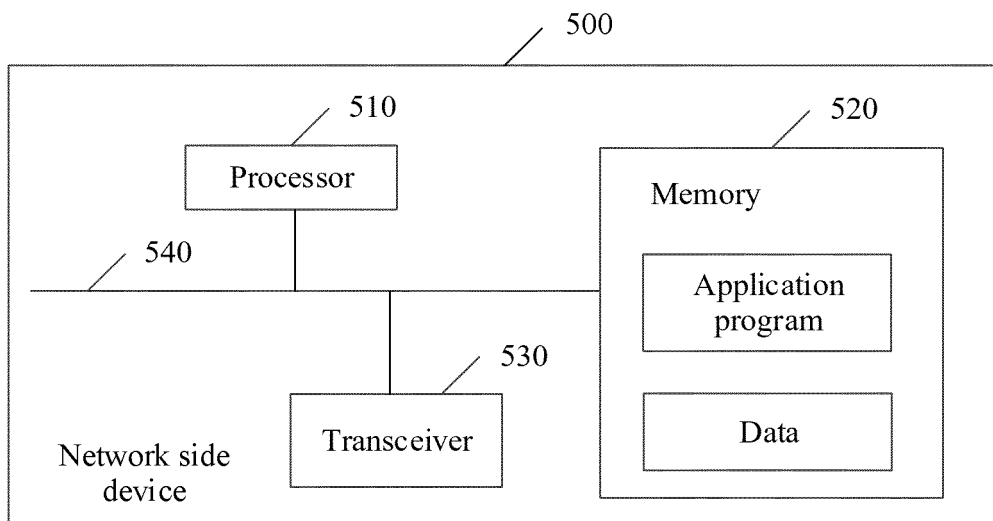 500
510
520
Processor
Memory
540
Application
program
530
Transceiver
Data
Network side
device